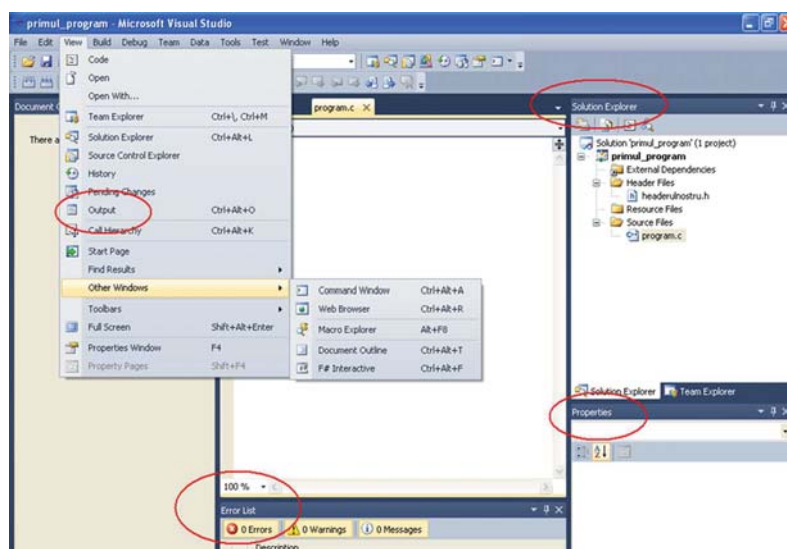 primul_program - Microsoft Visual Studio
File Edit View Build Debug Team Data Tools Test Window Help
Code
Open
Open With...
Team Explorer Ctrl+\, Ctrl+M
Solution Explorer Ctrl+Alt+L
Source Control Explorer
History
Pending Changes
Output Ctrl+Alt+O
Call Hierarchy Ctrl+Alt+K
Start Page
Find Results
Other Windows
Toolbars
Full Screen Shift+Alt+Enter
Properties Window F4
Property Pages Shift+F4
Command Window Ctrl+Alt+A
Web Browser Ctrl+Alt+R
Macro Explorer Alt+F8
Document Outline Ctrl+Alt+T
F# Interactive Ctrl+Alt+F
Document
There a
program.c
100 %
Error List
0 Errors 0 Warnings 0 Messages
Description
Solution Explorer
Solution 'primul_program' (1 project)
primul_program
External Dependencies
Header Files
headerulnostru.h
Resource Files
Source Files
program.c
Solution Explorer Team Explorer
Properties